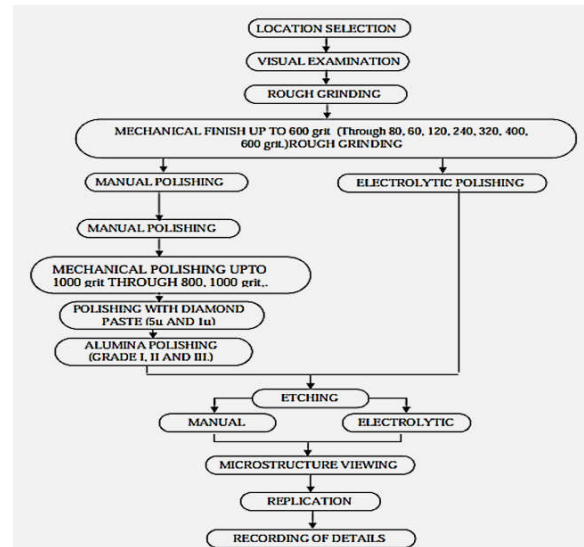 LOCATION SELECTION
VISUAL EXAMINATION
ROUGH GRINDING
MECHANICAL FINISH UP TO 600 grit (Through 80, 60, 120, 240, 320, 400,
600 grit.)ROUGH GRINDING
MANUAL POLISHING
ELECTROLYTIC POLISHING
MANUAL POLISHING
MECHANICAL POLISHING UPTO
1000 grit THROUGH 800, 1000 grit,.
POLISHING WITH DIAMOND
PASTE (5u AND 1u)
ALUMINA POLISHING
(GRADE I, II AND III.)
ETCHING
MANUAL
ELECTROLYTIC
MICROSTRUCTURE VIEWING
REPLICATION
RECORDING OF DETAILS